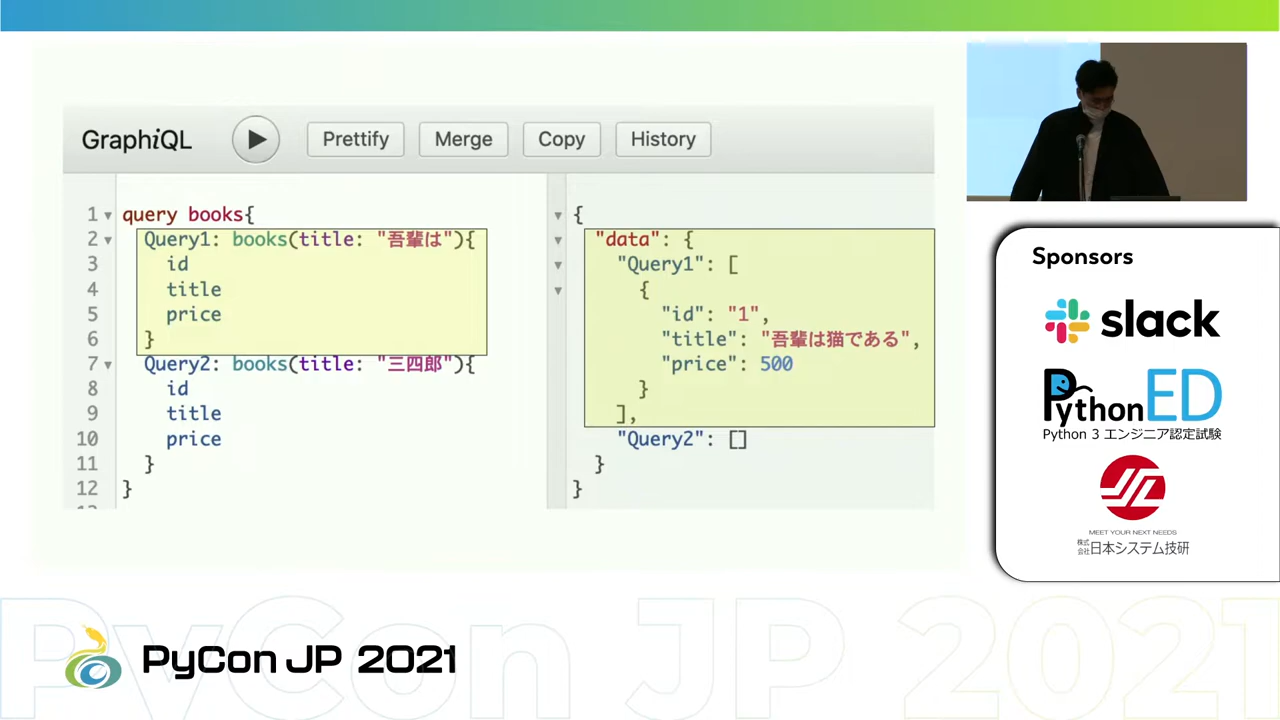 GraphiQL
Prettify
Merge
Copy
History
1 query books{
2 Query1: books(title: "吾輩は"){
3 id
4 title
5 price
6 }
7 Query2: books(title: "三四郎"){
8 id
9 title
10 price
11 }
12 }
{
"data": {
"Query1": [
{
"id": "1",
"title": "吾輩は猫である",
"price": 500
}
],
"Query2": []
}
}
Sponsors
slack
PythonED
Python 3 エンジニア認定試験
MEET YOUR NEXT NEEDS
株式会社日本システム技研
PyCon JP 2021
PyCon JP 2021